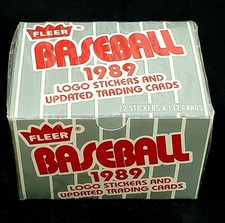 FLEER
BASEBALL
1989
LOGO STICKERS AND
UPDATED TRADING CARDS
22 STICKERS & 132 CARDS
FLEER
BASEBALL
1989
LOGO STICKERS AND
UPDATED TRADING CARDS